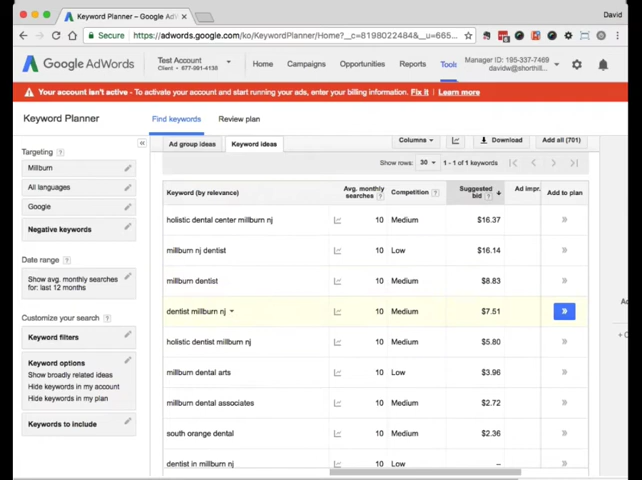 Keyword Planner – Google AdW
David
Secure https://adwords.google.com/ko/KeywordPlanner/Home?__c=8198022484&__u=665...
Google AdWords
Test Account
Client • 677-981-4138
Home
Campaigns
Opportunities
Reports
Tools
Manager ID: 195-337-7469
davidw@shorthill...
Your account isn't active - To activate your account and start running your ads, enter your billing information. Fix it | Learn more
Keyword Planner
Find keywords
Review plan
Targeting ?
Millburn
All languages
Google
Negative keywords
Date range ?
Show avg. monthly searches
for: last 12 months
Customize your search ?
Keyword filters
Keyword options
Show broadly related ideas
Hide keywords in my account
Hide keywords in my plan
Keywords to include
Ad group ideas
Keyword ideas
Columns
Download
Add all (701)
Show rows: 30 1 - 1 of 1 keywords
Keyword (by relevance) Avg. monthly searches ? Competition ? Suggested bid ? Ad impr. Add to plan
holistic dental center millburn nj 10 Medium $16.37 »
millburn nj dentist 10 Low $16.14 »
millburn dentist 10 Medium $8.83 »
dentist millburn nj 10 Medium $7.51 »
holistic dentist millburn nj 10 Medium $5.80 »
millburn dental arts 10 Low $3.96 »
millburn dental associates 10 Medium $2.72 »
south orange dental 10 Medium $2.36 »
dentist in millburn nj 10 Low – »